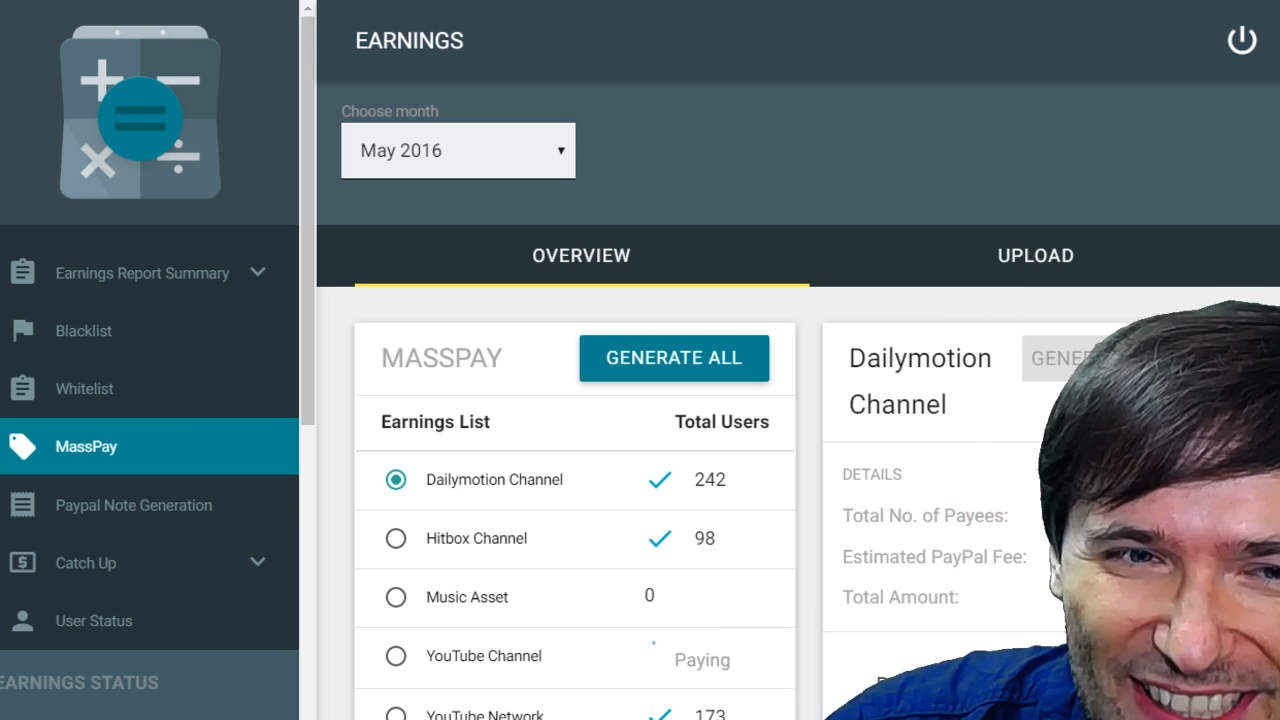 EARNINGS
Choose month
May 2016
Earnings Report Summary
Blacklist
Whitelist
MassPay
Paypal Note Generation
Catch Up
User Status
EARNINGS STATUS
OVERVIEW
UPLOAD
MASSPAY
GENERATE ALL
Earnings List
Total Users
Dailymotion Channel 242
Hitbox Channel 98
Music Asset 0
YouTube Channel Paying
YouTube Network 173
Dailymotion
Channel
DETAILS
Total No. of Payees:
Estimated PayPal Fee:
Total Amount: